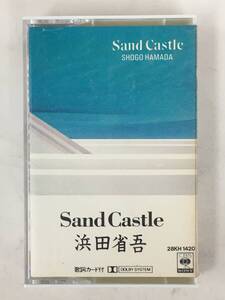 Sand Castle
SHOGO HAMADA
Sand Castle
浜田省吾
28KH 1420
歌詞カード付 DOLBY SYSTEM
SONY